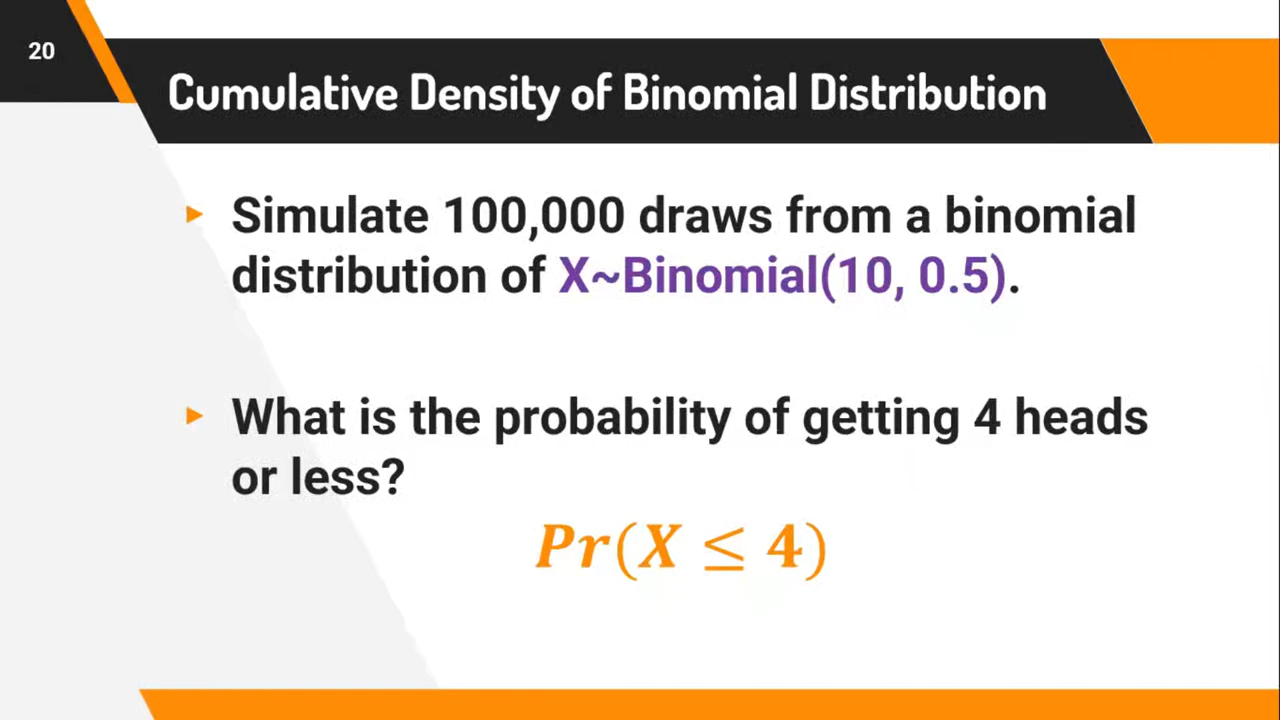 20
Cumulative Density of Binomial Distribution
▸ Simulate 100,000 draws from a binomial
distribution of X~Binomial(10, 0.5).
▸ What is the probability of getting 4 heads
or less?
Pr(X ≤ 4)